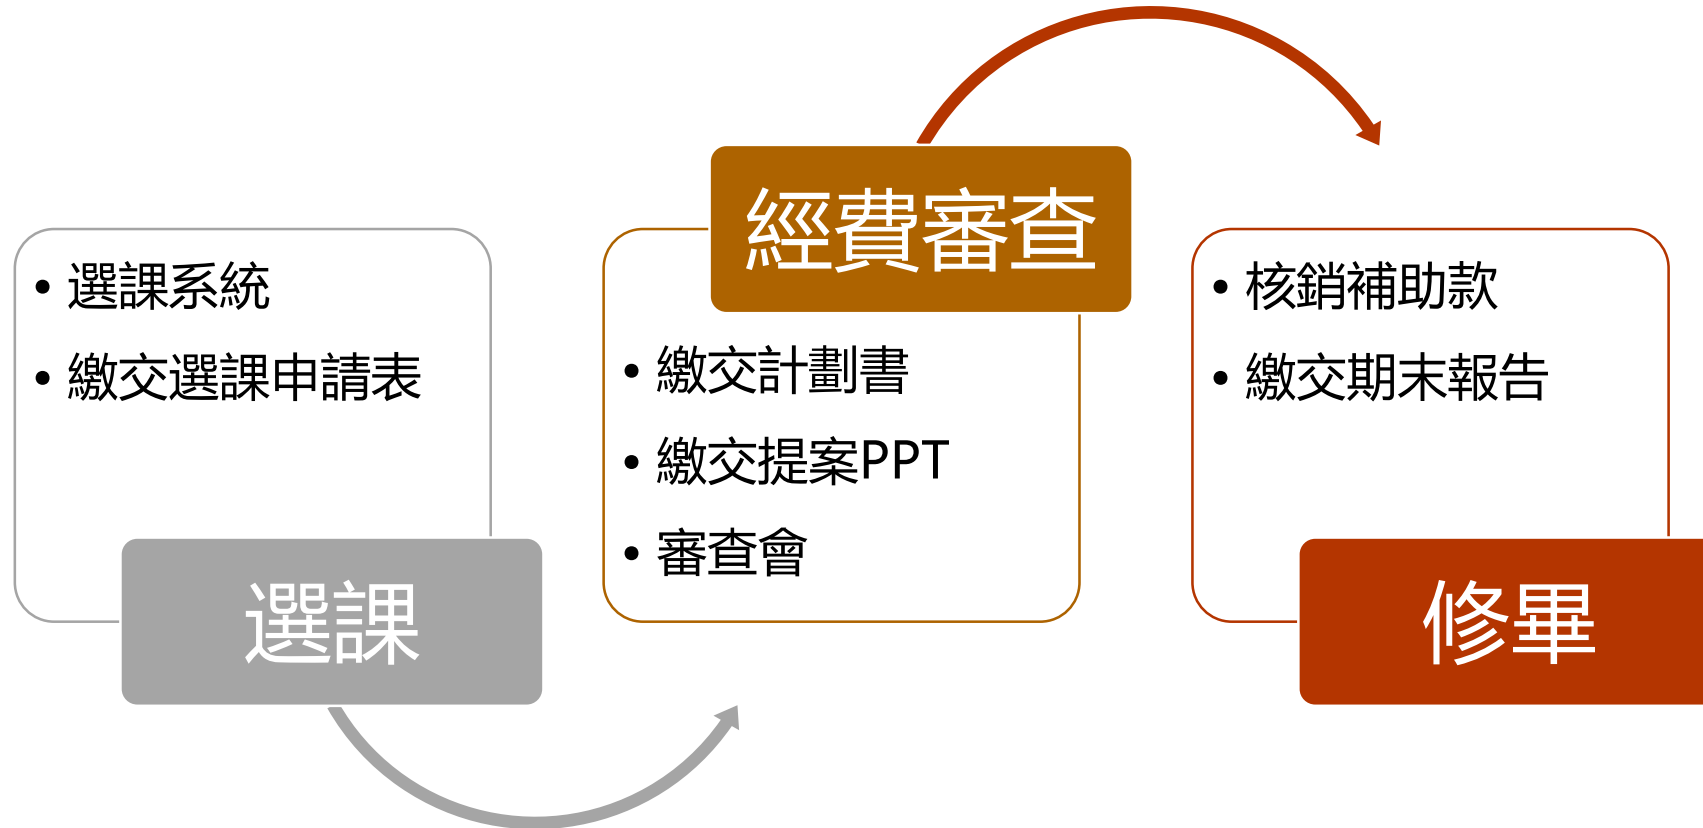 • 選課系統
• 繳交選課申請表
選課
經費審查
• 繳交計劃書
• 繳交提案PPT
• 審查會
• 核銷補助款
• 繳交期末報告
修畢